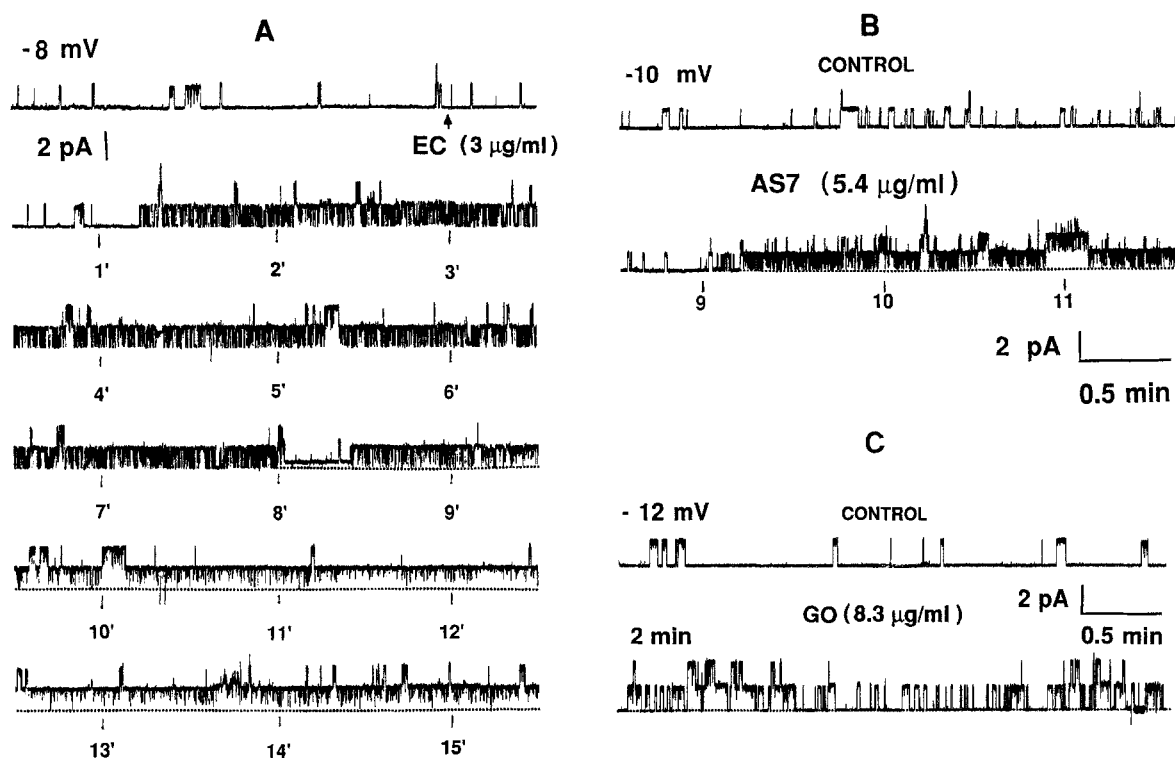 A
-8 mV
EC (3 μg/ml)
2 pA
1' 2' 3'
4' 5' 6'
7' 8' 9'
10' 11' 12'
13' 14' 15'
B
-10 mV CONTROL
AS7 (5.4 μg/ml)
9 10 11
2 pA
0.5 min
C
- 12 mV CONTROL
2 pA
GO (8.3 μg/ml)
2 min 0.5 min